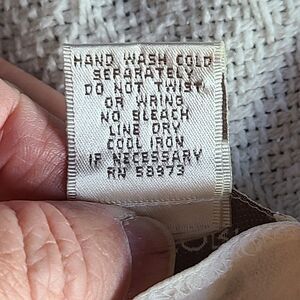 HAND WASH COLD
SEPARATELY
DO NOT TWIST
OR WRING
NO BLEACH
LINE DRY
COOL IRON
IF NECESSARY
RN 58973